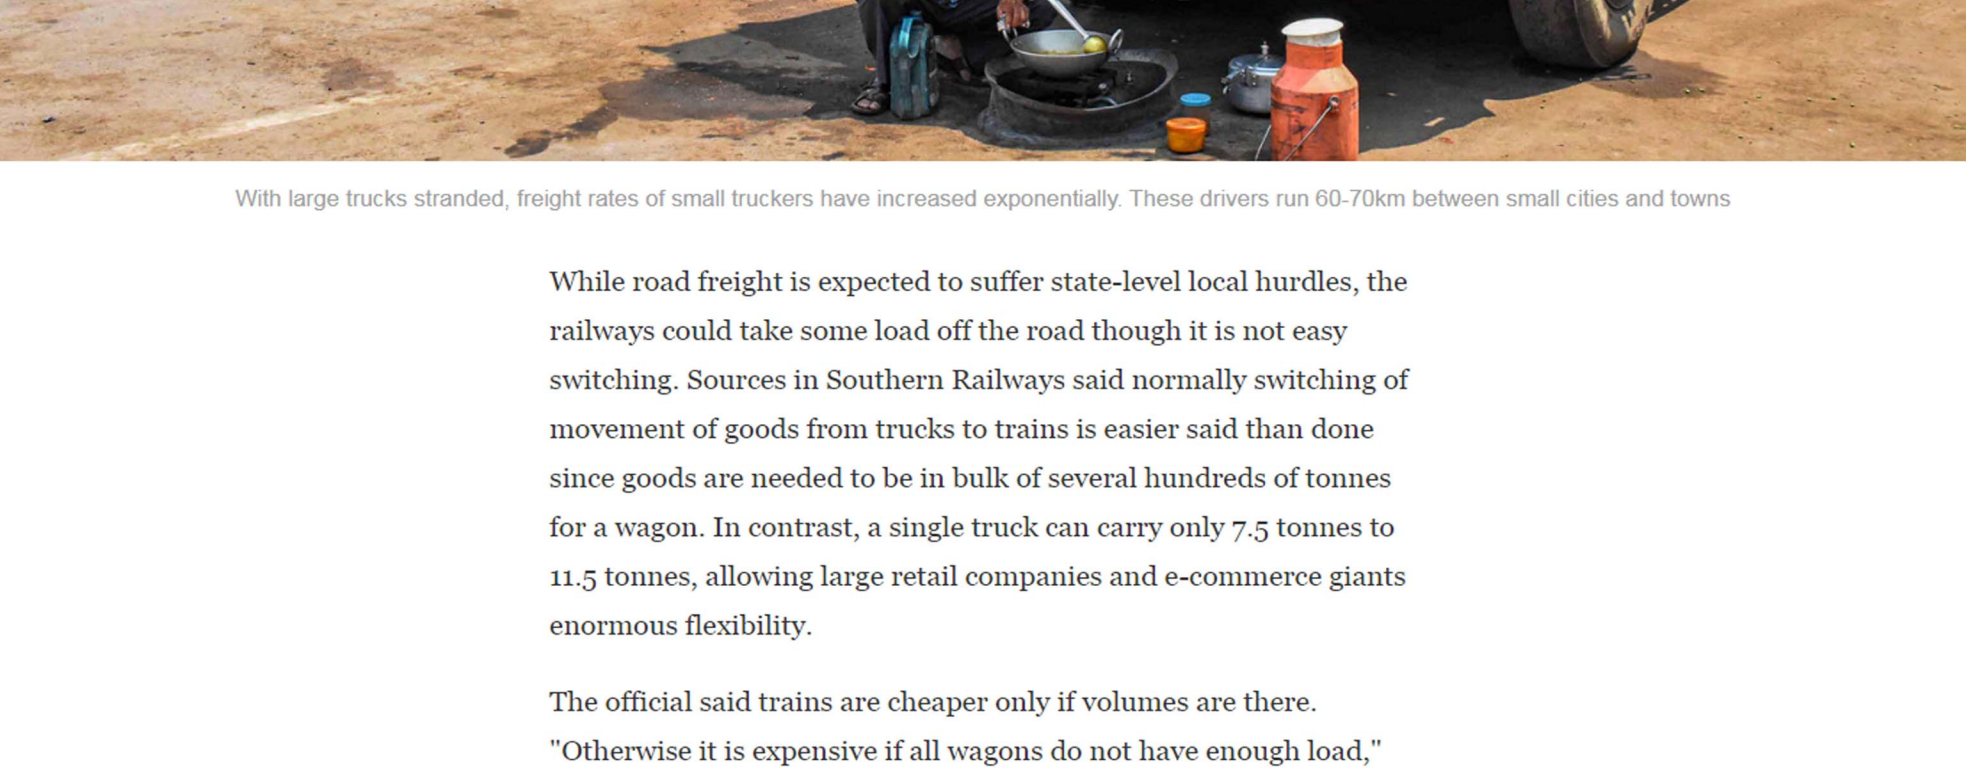 With large trucks stranded, freight rates of small truckers have increased exponentially. These drivers run 60-70km between small cities and towns
While road freight is expected to suffer state-level local hurdles, the
railways could take some load off the road though it is not easy
switching. Sources in Southern Railways said normally switching of
movement of goods from trucks to trains is easier said than done
since goods are needed to be in bulk of several hundreds of tonnes
for a wagon. In contrast, a single truck can carry only 7.5 tonnes to
11.5 tonnes, allowing large retail companies and e-commerce giants
enormous flexibility.
The official said trains are cheaper only if volumes are there.
"Otherwise it is expensive if all wagons do not have enough load,"